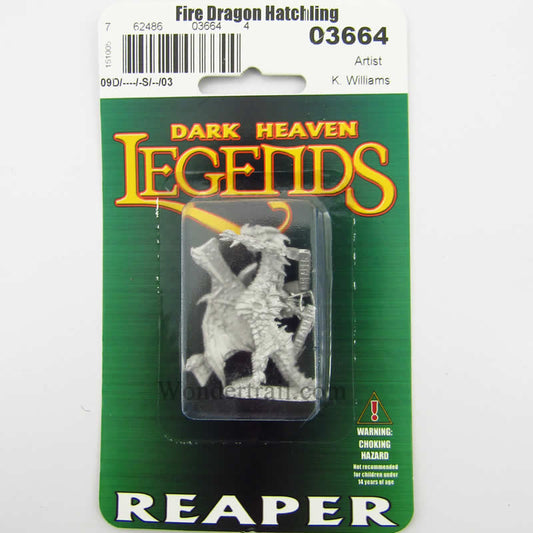 Fire Dragon Hatchling
7 62486 03664 4
03664
151005
Artist
09D/----/-S/--/03
K. Williams
DARK HEAVEN
LEGENDS
Wondertrail.com
WARNING:
CHOKING
HAZARD
Not recommended
for children under
14 years of age
REAPER